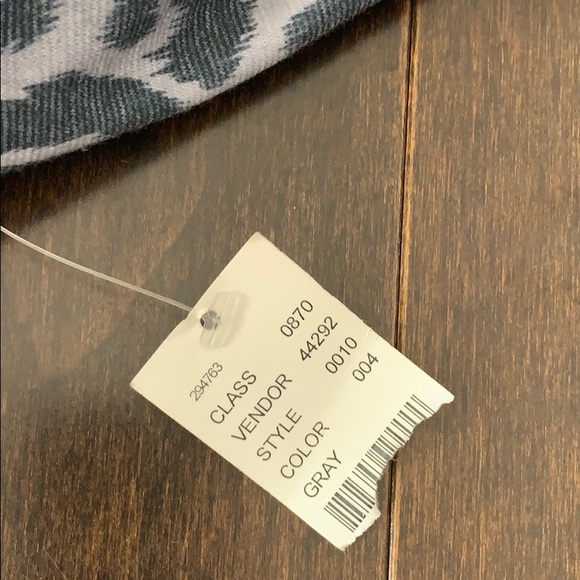 294763
CLASS 0870
VENDOR 44292
STYLE 0010
COLOR 004
GRAY